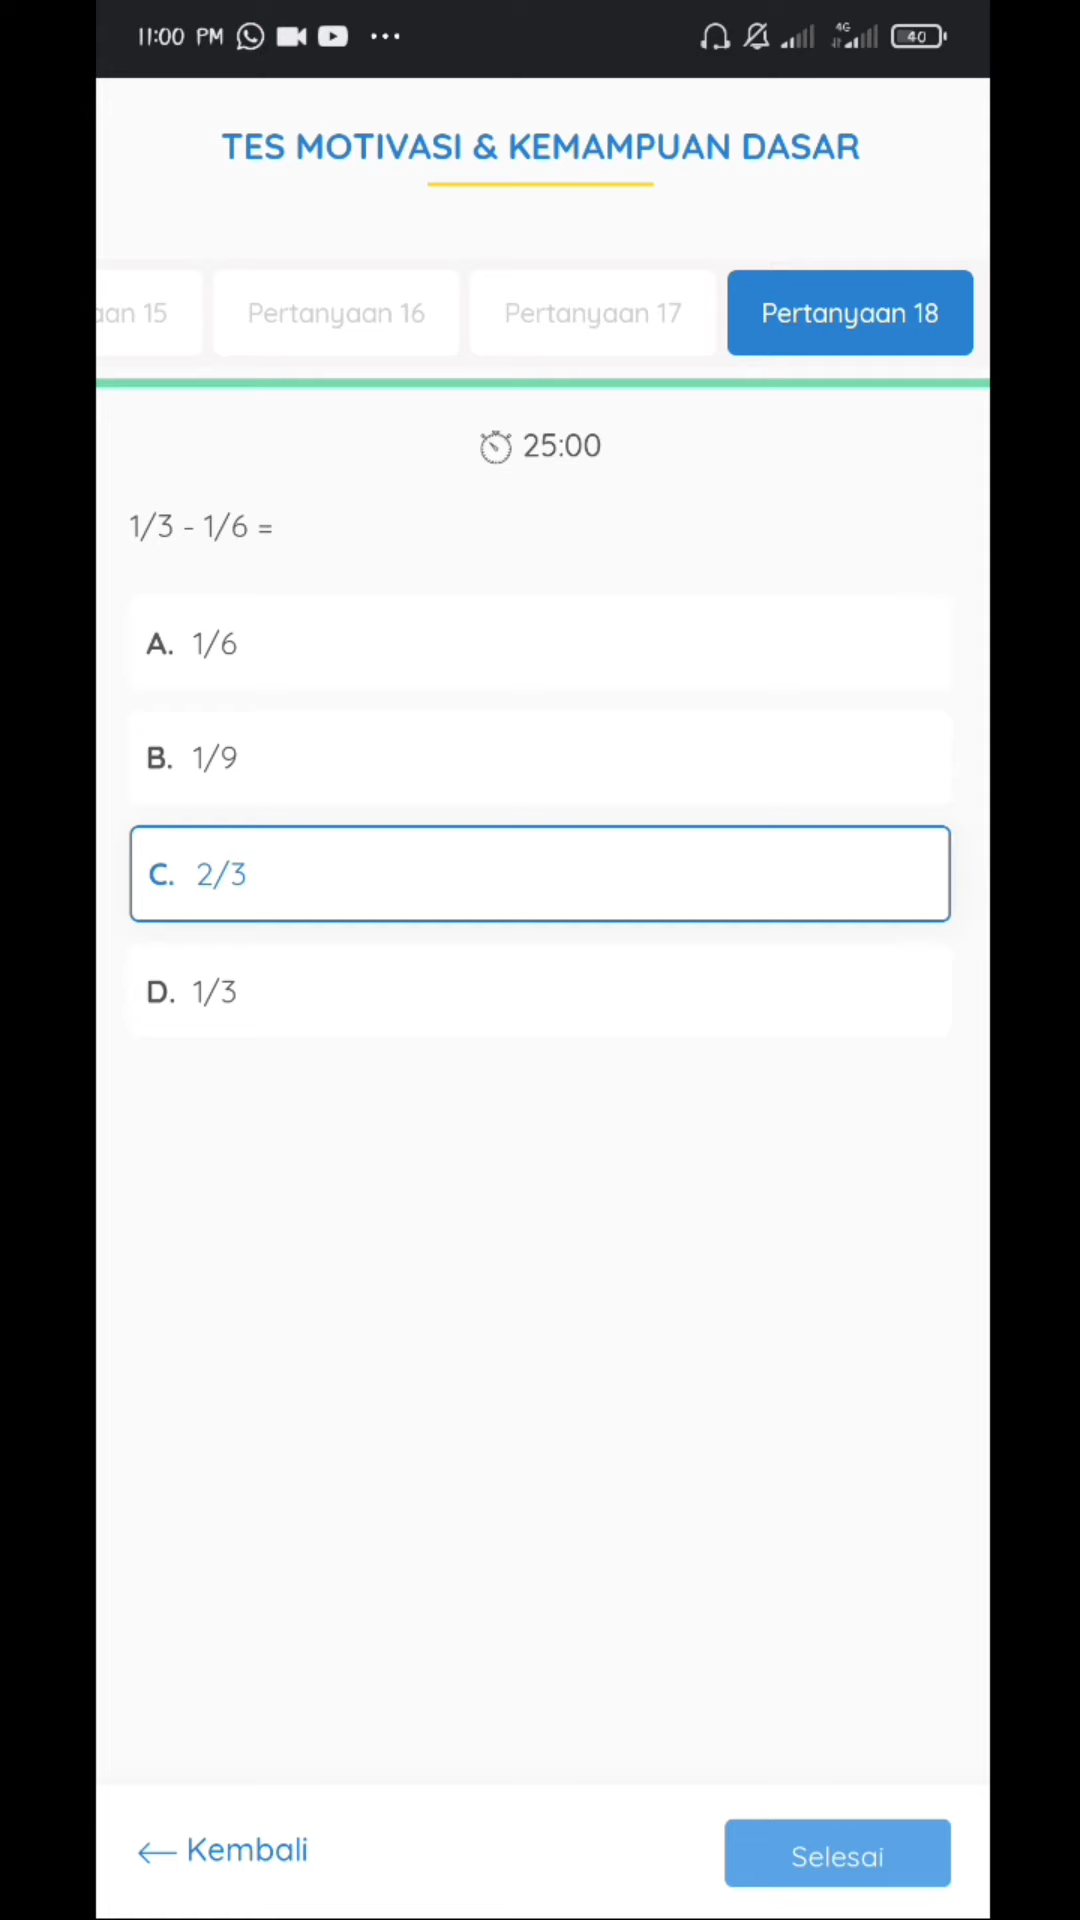 11:00 PM
4G
40
TES MOTIVASI & KEMAMPUAN DASAR
aan 15
Pertanyaan 16
Pertanyaan 17
Pertanyaan 18
25:00
1/3 - 1/6 =
A. 1/6
B. 1/9
C. 2/3
D. 1/3
Kembali
Selesai